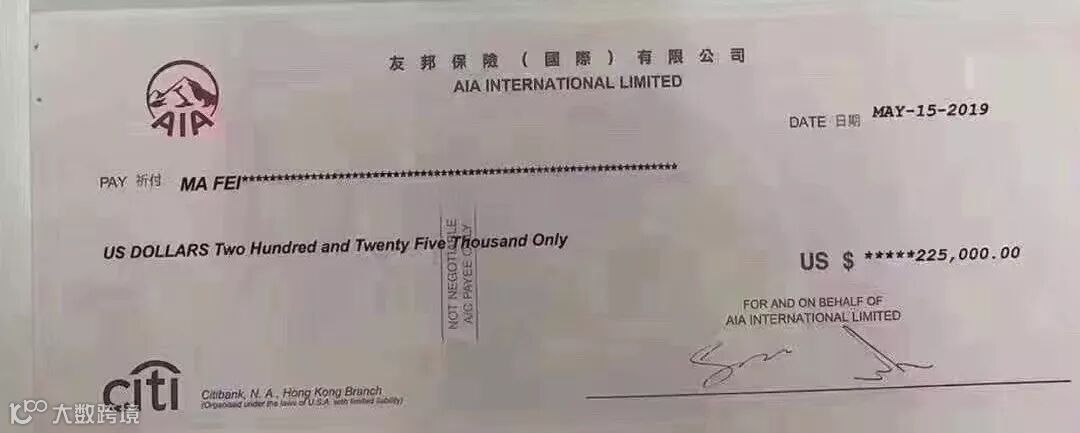 友邦保險(國際)有限公司
AIA INTERNATIONAL LIMITED
AIA
DATE 日期 MAY-15-2019
PAY 祈付 MA FEI****************************************************************
US DOLLARS Two Hundred and Twenty Five Thousand Only
NOT NEGOTIABLE
A/C PAYEE ONLY
US $ *****225,000.00
FOR AND ON BEHALF OF
AIA INTERNATIONAL LIMITED
citi
Citibank, N. A., Hong Kong Branch
(Organised under the laws of U.S.A. with limited liability)
大数跨境